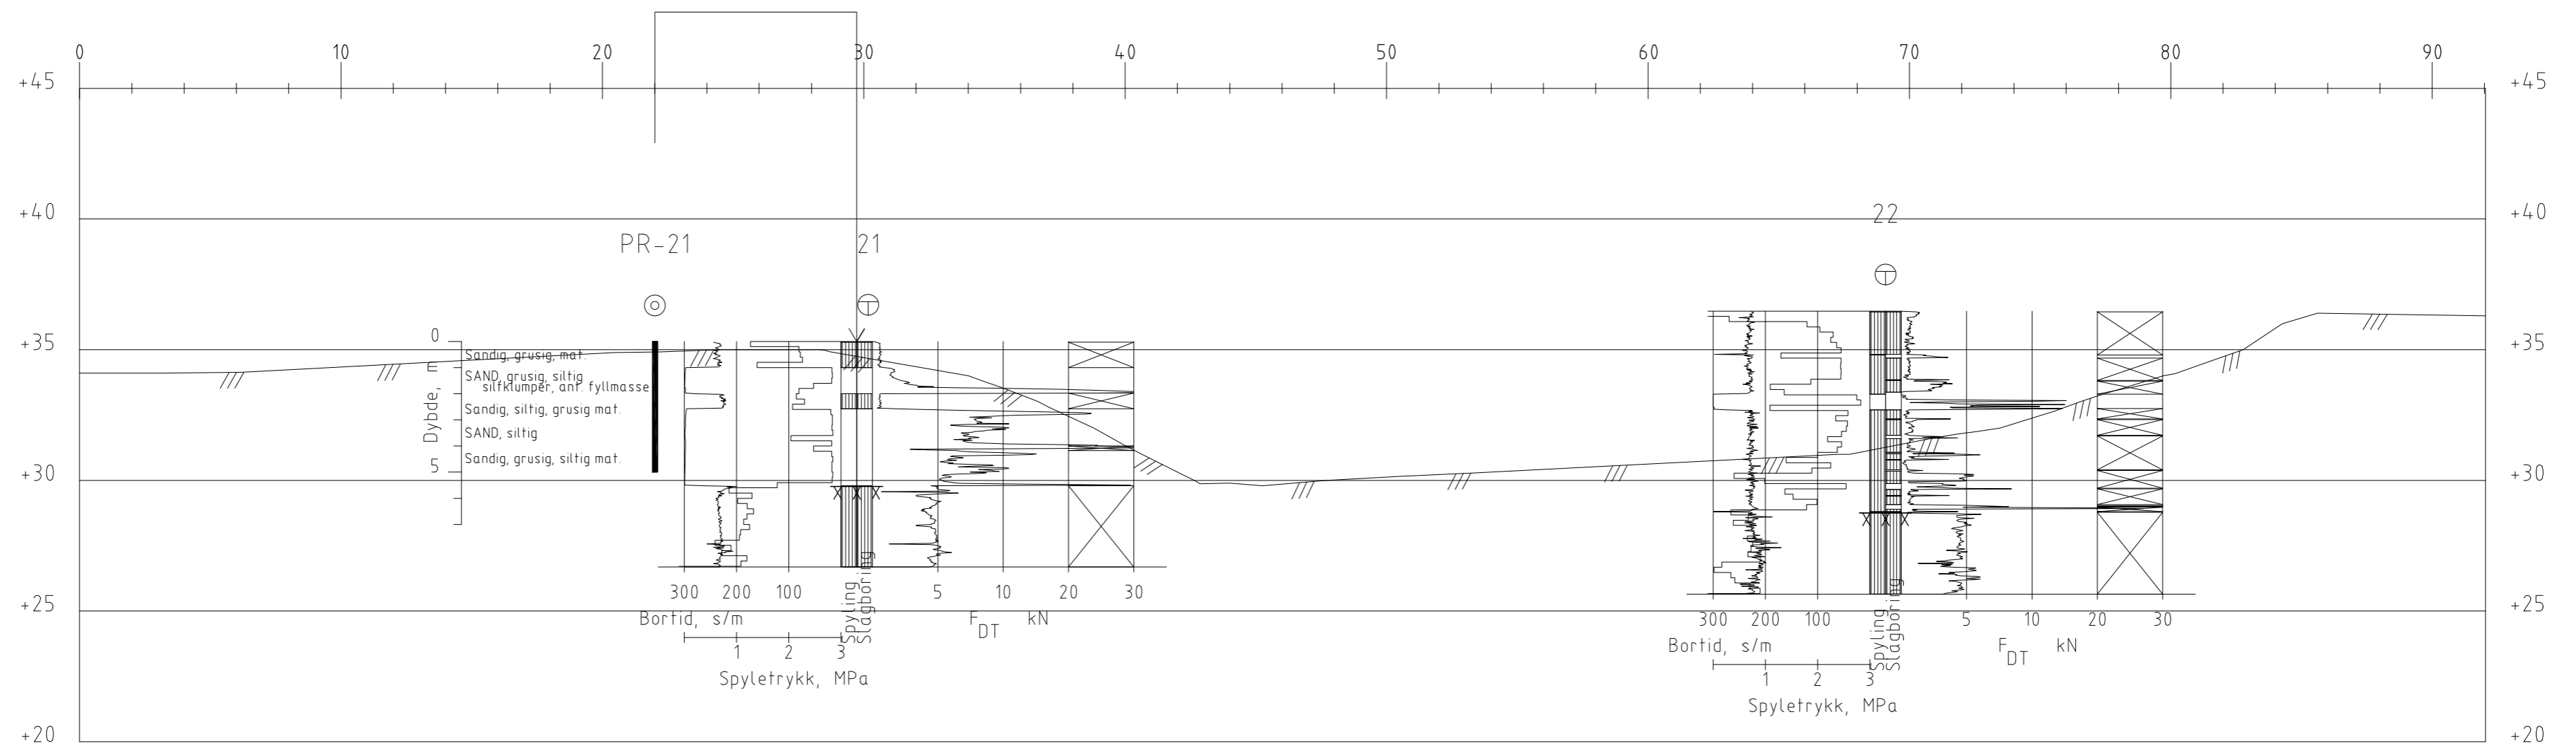 0 10 20 30 40 50 60 70 80 90
+45 +45
+40 +40
22
PR-21 21
0
+35 +35
Sandig, grusig, mat.
SAND, grusig, siltig
siltklumper, ant. fyllmasse
Sandig, siltig, grusig mat.
SAND, siltig
Sandig, grusig, siltig mat.
Dybde, m
5
+30 +30
300 200 100 5 10 20 30
Spyling
Slagboring
Bortid, s/m F DT kN
1 2 3
Spyletrykk, MPa
300 200 100 5 10 20 30
Spyling
Slagboring
Bortid, s/m F DT kN
1 2 3
Spyletrykk, MPa
+25 +25
+20 +20